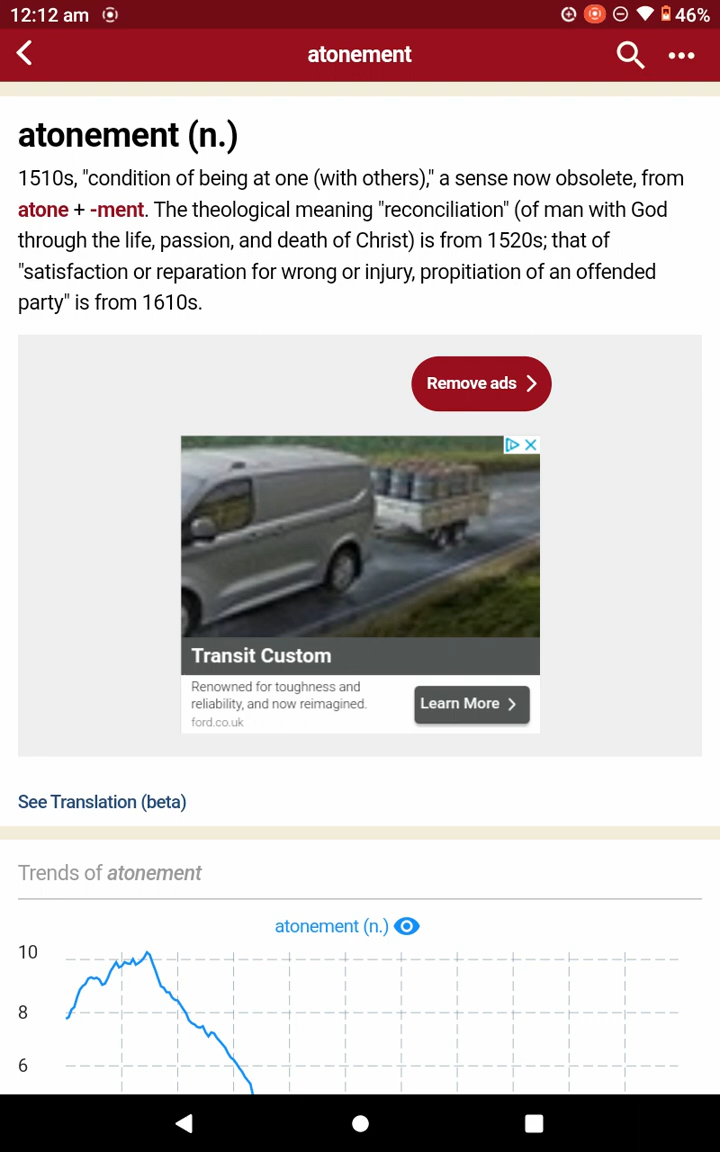 12:12 am
46%
atonement
atonement (n.)
1510s, "condition of being at one (with others)," a sense now obsolete, from
atone + -ment. The theological meaning "reconciliation" (of man with God
through the life, passion, and death of Christ) is from 1520s; that of
"satisfaction or reparation for wrong or injury, propitiation of an offended
party" is from 1610s.
Remove ads
Transit Custom
Renowned for toughness and
reliability, and now reimagined.
ford.co.uk
Learn More
See Translation (beta)
Trends of atonement
atonement (n.)
10
8
6